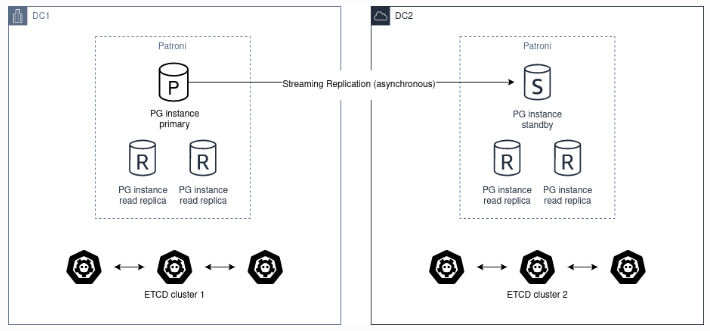 DC1
DC2
Patroni
Patroni
P
Streaming Replication (asynchronous)
S
PG instance
primary
PG instance
standby
R
R
R
R
PG instance
read replica
PG instance
read replica
PG instance
read replica
PG instance
read replica
ETCD cluster 1
ETCD cluster 2